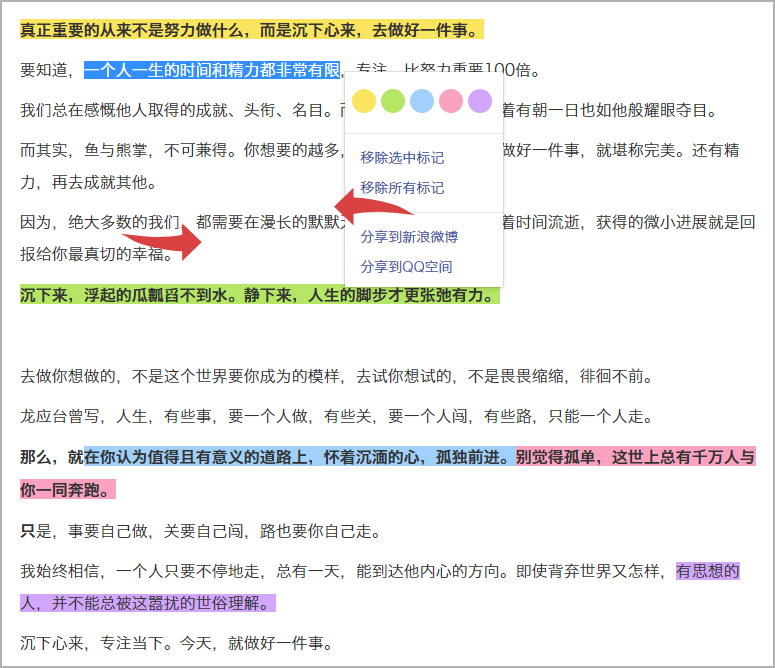 真正重要的从来不是努力做什么，而是沉下心来，去做好一件事。
要知道，一个人一生的时间和精力都非常有限，专注，比努力重要100倍。
我们总在感慨他人取得的成就、头衔、名目。而 着有朝一日也如他般耀眼夺目。
而其实，鱼与熊掌，不可兼得。你想要的越多， 做好一件事，就堪称完美。还有精
力，再去成就其他。
因为，绝大多数的我们，都需要在漫长的默默无 着时间流逝，获得的微小进展就是回
报给你最真切的幸福。
移除选中标记
移除所有标记
分享到新浪微博
分享到QQ空间
沉下来，浮起的瓜瓢舀不到水。静下来，人生的脚步才更张弛有力。
去做你想做的，不是这个世界要你成为的模样，去试你想试的，不是畏畏缩缩，徘徊不前。
龙应台曾写，人生，有些事，要一个人做，有些关，要一个人闯，有些路，只能一个人走。
那么，就在你认为值得且有意义的道路上，怀着沉湎的心，孤独前进。别觉得孤单，这世上总有千万人与
你一同奔跑。
只是，事要自己做，关要自己闯，路也要你自己走。
我始终相信，一个人只要不停地走，总有一天，能到达他内心的方向。即使背弃世界又怎样，有思想的
人，并不能总被这嚣扰的世俗理解。
沉下心来，专注当下。今天，就做好一件事。